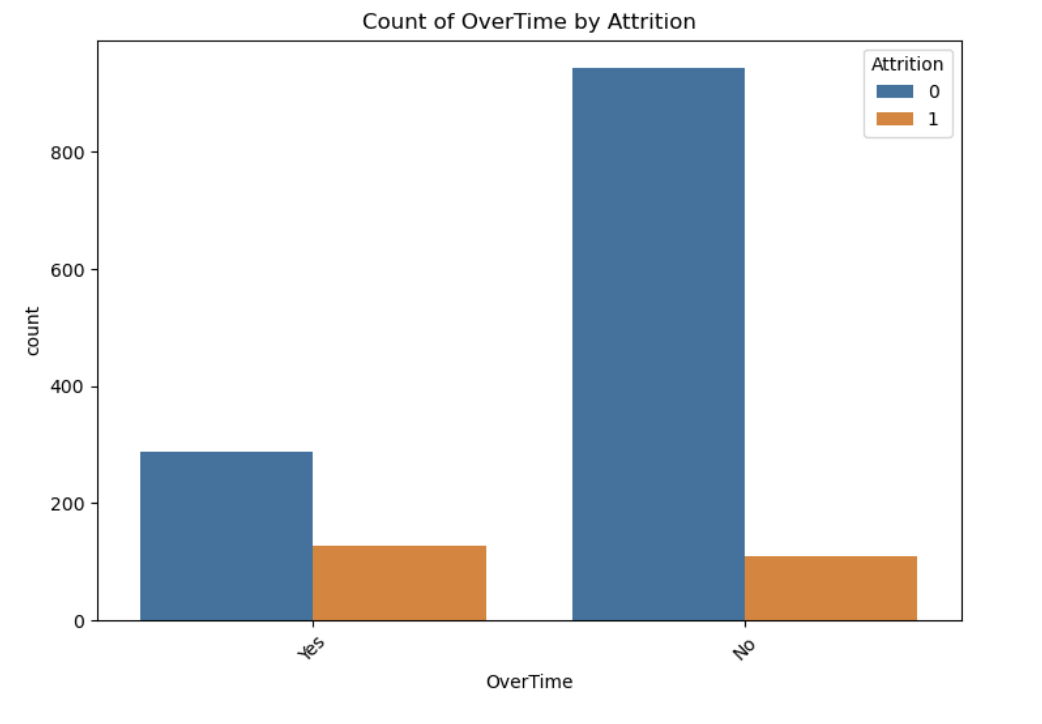 Count of OverTime by Attrition
Attrition
0
1
count
800
600
400
200
0
Yes
No
OverTime